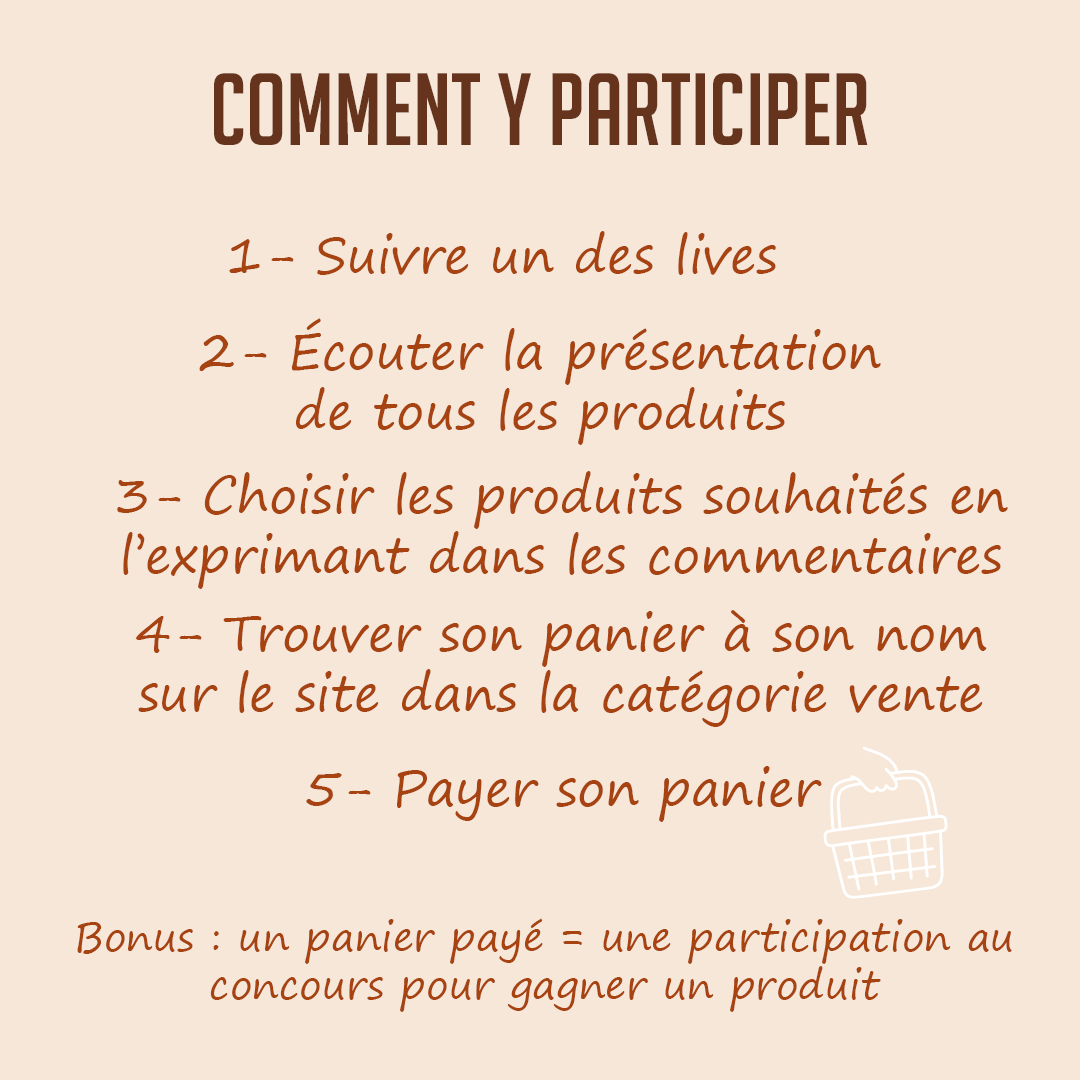 COMMENT Y PARTICIPER
1- Suivre un des lives
2- Écouter la présentation
de tous les produits
3- Choisir les produits souhaités en
l'exprimant dans les commentaires
4- Trouver son panier à son nom
sur le site dans la catégorie vente
5- Payer son panier
Bonus : un panier payé = une participation au
concours pour gagner un produit